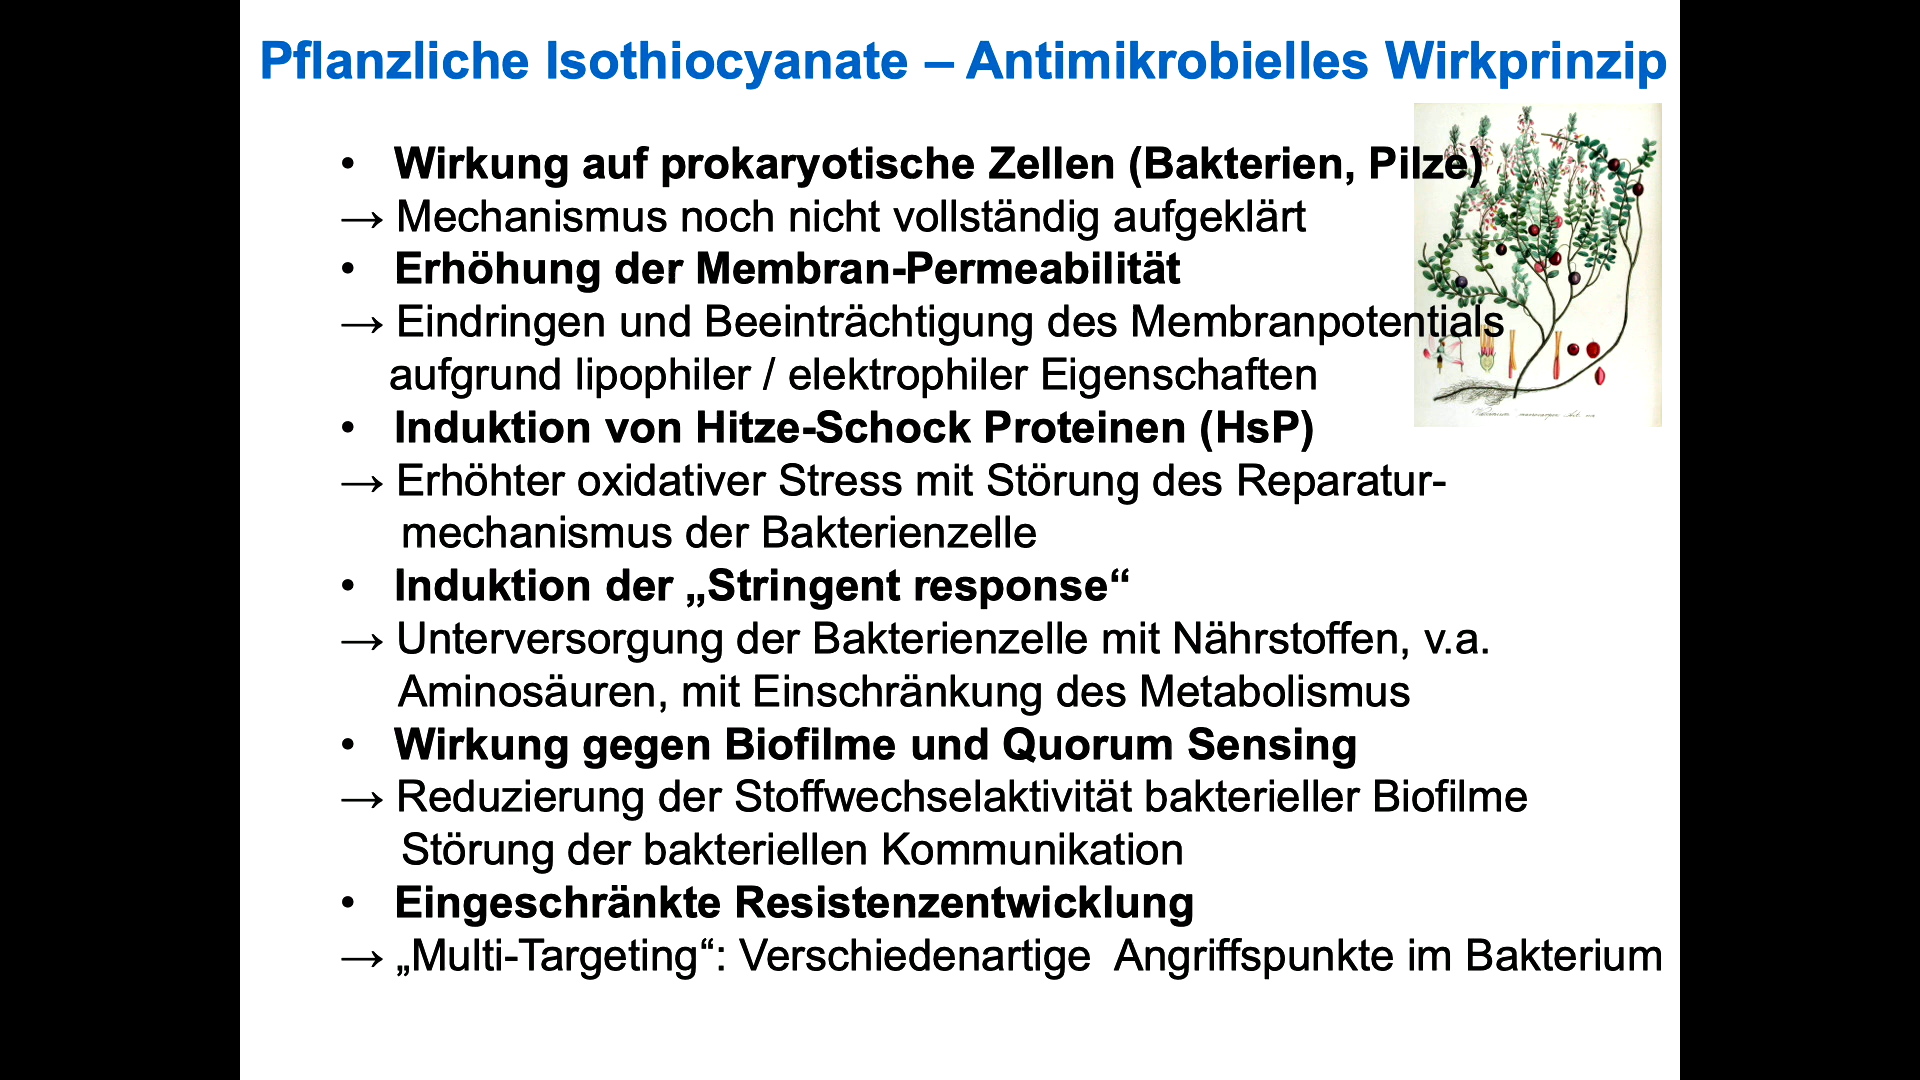 Pflanzliche Isothiocyanate – Antimikrobielles Wirkprinzip
• Wirkung auf prokaryotische Zellen (Bakterien, Pilze)
→ Mechanismus noch nicht vollständig aufgeklärt
• Erhöhung der Membran-Permeabilität
→ Eindringen und Beeinträchtigung des Membranpotentials
aufgrund lipophiler / elektrophiler Eigenschaften
• Induktion von Hitze-Schock Proteinen (HsP)
→ Erhöhter oxidativer Stress mit Störung des Reparatur-
mechanismus der Bakterienzelle
• Induktion der „Stringent response“
→ Unterversorgung der Bakterienzelle mit Nährstoffen, v.a.
Aminosäuren, mit Einschränkung des Metabolismus
• Wirkung gegen Biofilme und Quorum Sensing
→ Reduzierung der Stoffwechselaktivität bakterieller Biofilme
Störung der bakteriellen Kommunikation
• Eingeschränkte Resistenzentwicklung
→ „Multi-Targeting“: Verschiedenartige Angriffspunkte im Bakterium